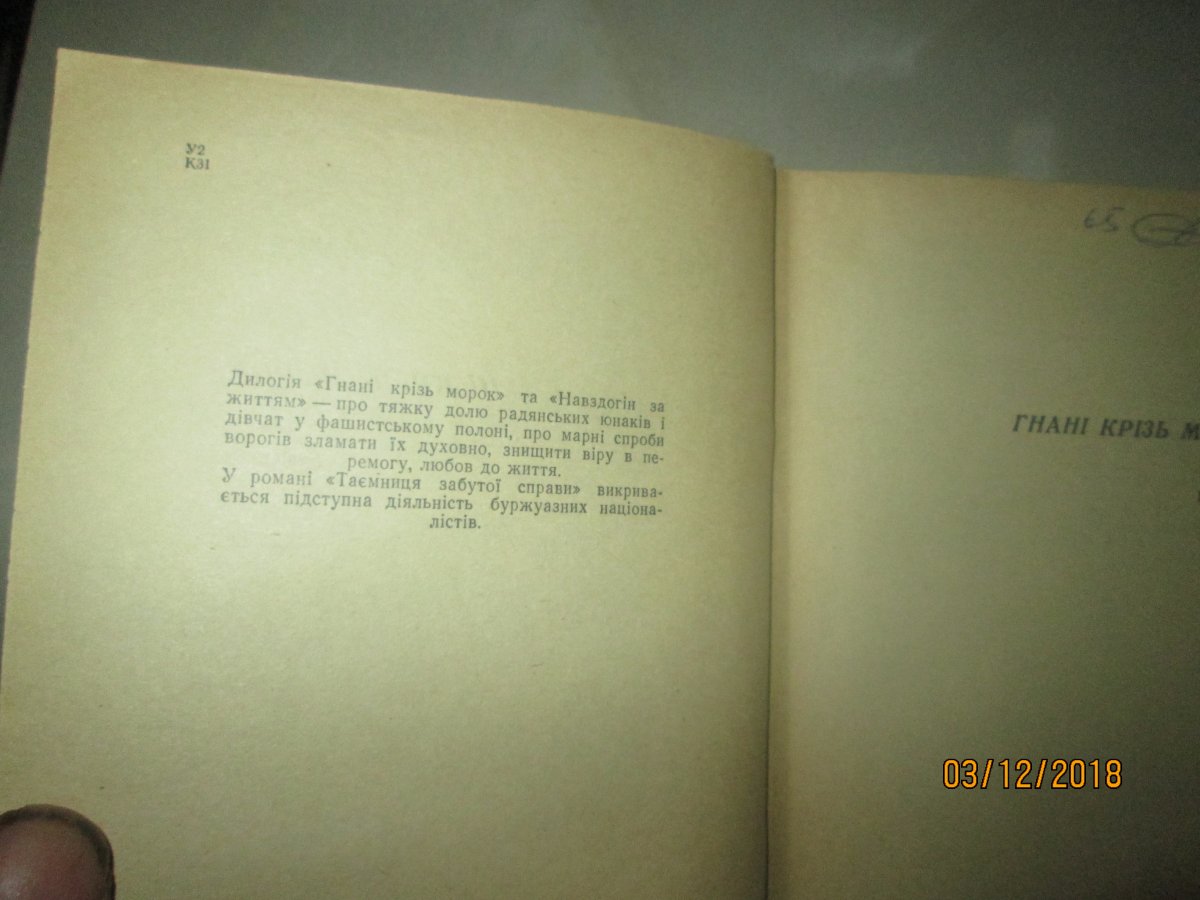 У2
К31
Дилогія «Гнані крізь морок» та «Навздогін за
життям» — про тяжку долю радянських юнаків і
дівчат у фашистському полоні, про марні спроби
ворогів зламати їх духовно, знищити віру в пе-
ремогу, любов до життя.
У романі «Таємниця забутої справи» викрива-
ється підступна діяльність буржуазних націона-
лістів.
65
ГНАНІ КРІЗЬ М
03/12/2018